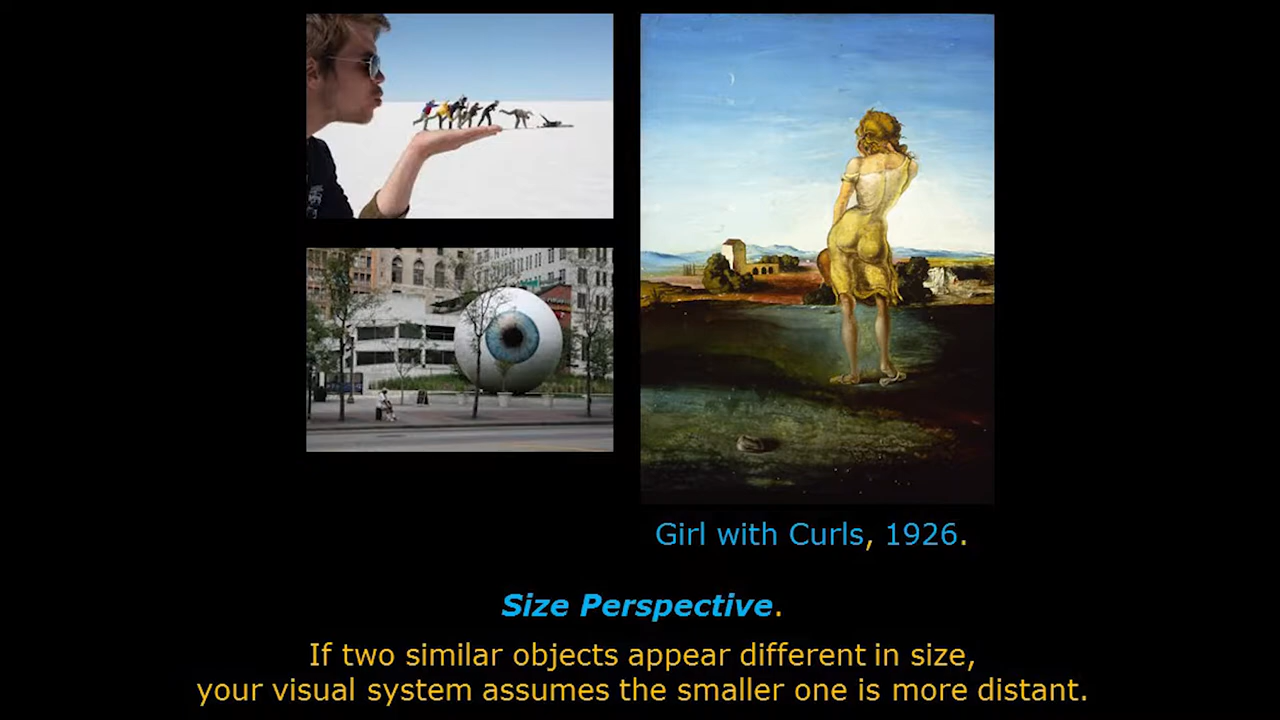 Girl with Curls, 1926.
Size Perspective.
If two similar objects appear different in size,
your visual system assumes the smaller one is more distant.